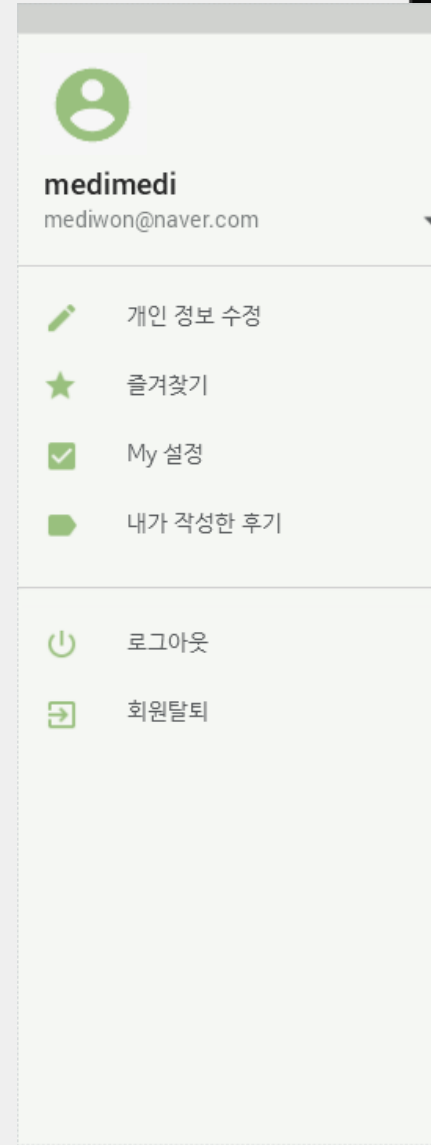 medimedi
mediwon@naver.com
개인 정보 수정
즐겨찾기
My 설정
내가 작성한 후기
로그아웃
회원탈퇴